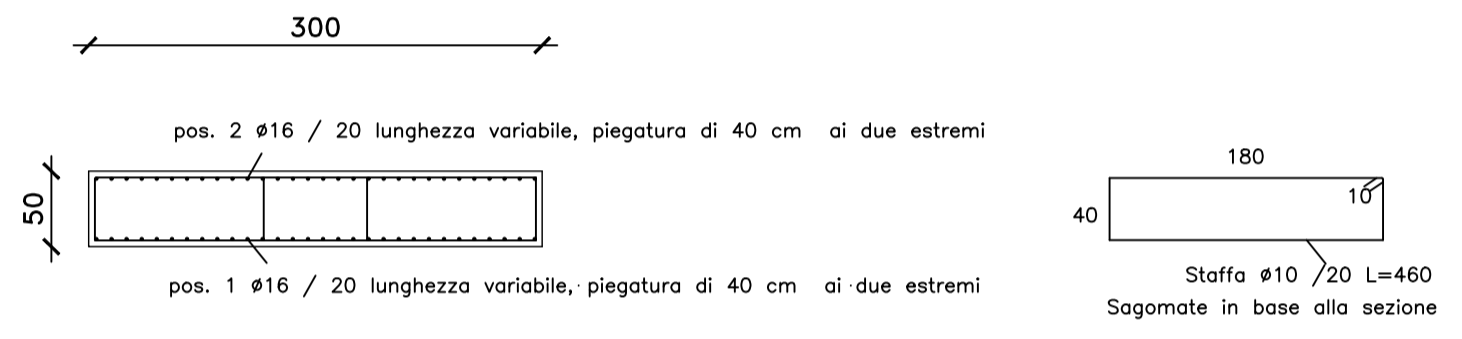 300
pos. 2 ø16 / 20 lunghezza variabile, piegatura di 40 cm ai due estremi
50
pos. 1 ø16 / 20 lunghezza variabile, piegatura di 40 cm ai due estremi
180
40
10
Staffa ø10 /20 L=460
Sagomate in base alla sezione